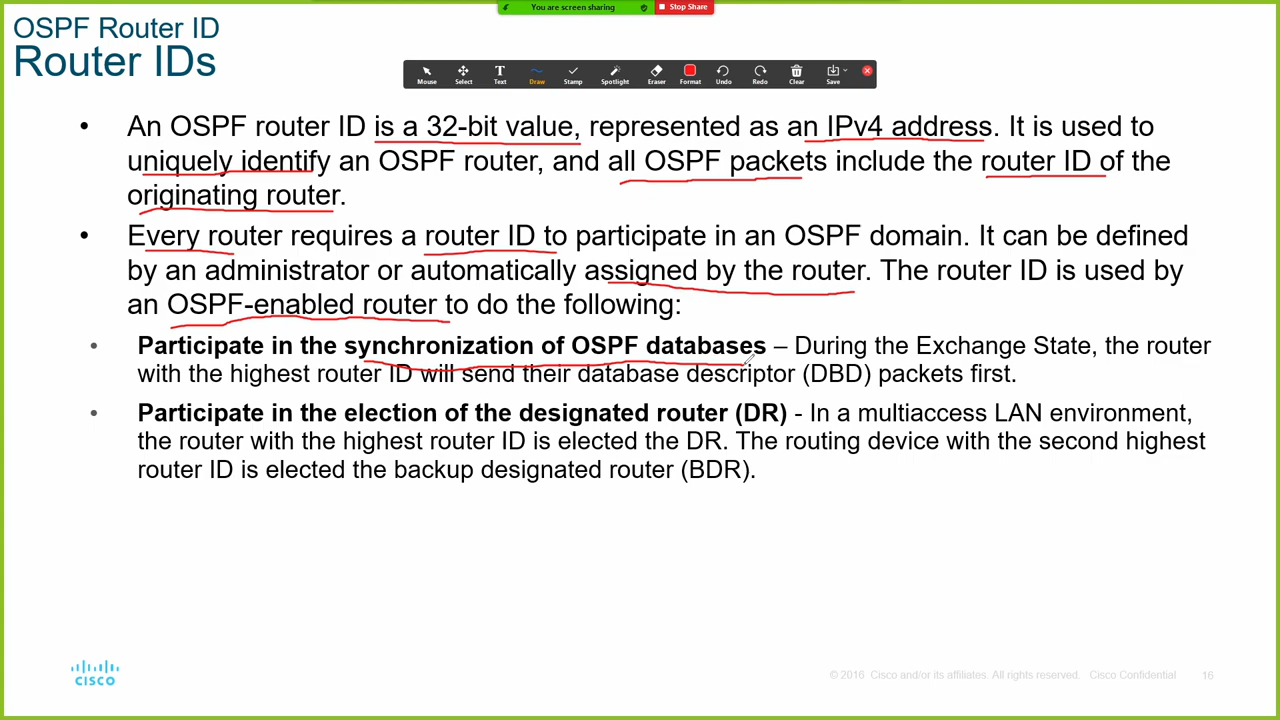 You are screen sharing
Stop Share
OSPF Router ID
Router IDs
Mouse Select Text Draw Stamp Spotlight Eraser Format Undo Redo Clear Save
• An OSPF router ID is a 32-bit value, represented as an IPv4 address. It is used to
uniquely identify an OSPF router, and all OSPF packets include the router ID of the
originating router.
• Every router requires a router ID to participate in an OSPF domain. It can be defined
by an administrator or automatically assigned by the router. The router ID is used by
an OSPF-enabled router to do the following:
• Participate in the synchronization of OSPF databases – During the Exchange State, the router
with the highest router ID will send their database descriptor (DBD) packets first.
• Participate in the election of the designated router (DR) - In a multiaccess LAN environment,
the router with the highest router ID is elected the DR. The routing device with the second highest
router ID is elected the backup designated router (BDR).
CISCO
© 2016 Cisco and/or its affiliates. All rights reserved. Cisco Confidential 16